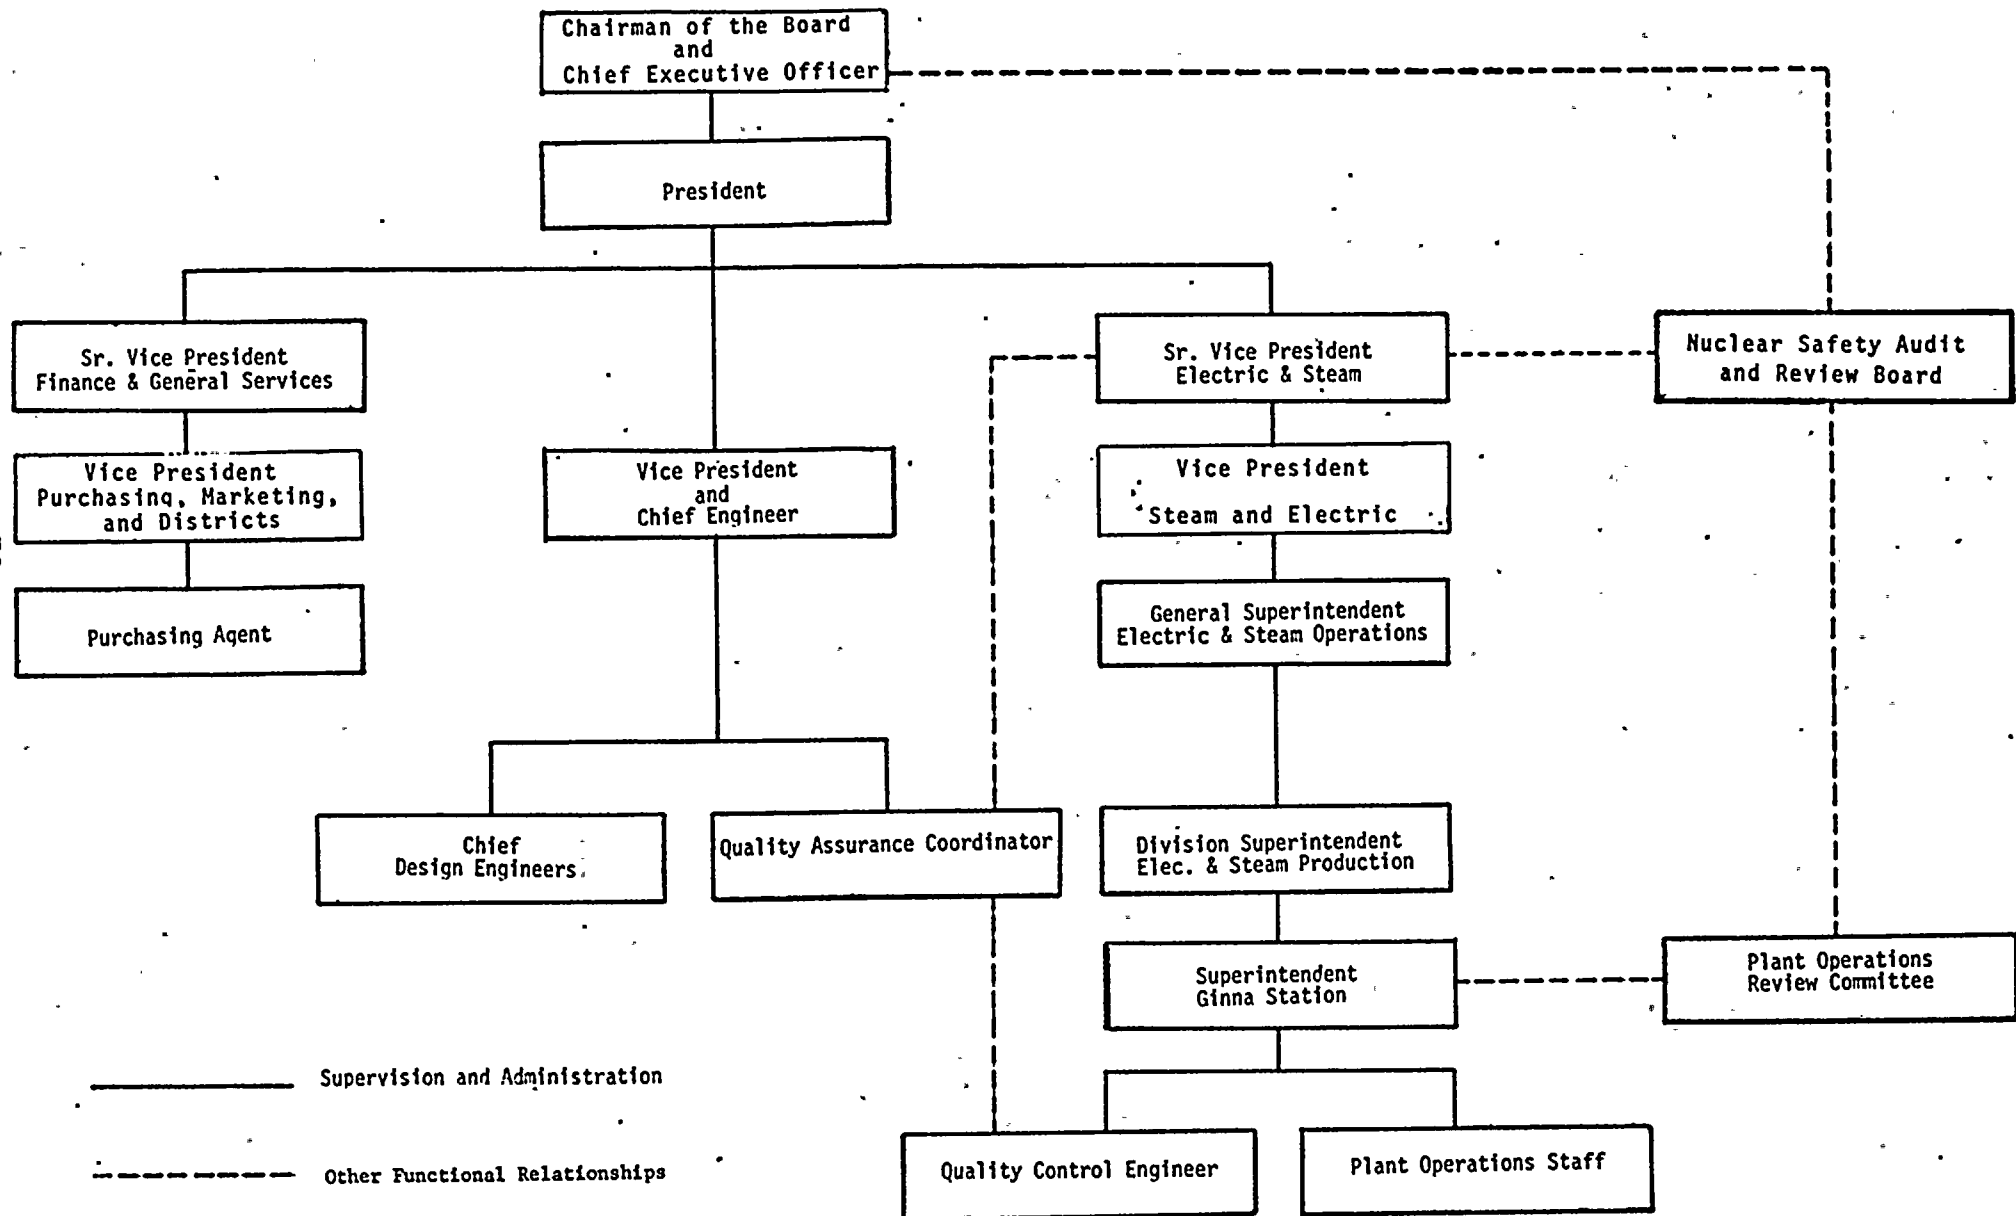 Chairman of the Board
and
Chief Executive Officer
President
Sr. Vice President
Finance & General Services
Sr. Vice President
Electric & Steam
Nuclear Safety Audit
and Review Board
Vice President
Purchasing, Marketing,
and Districts
Vice President
and
Chief Engineer
Vice President
Steam and Electric
Purchasing Agent
General Superintendent
Electric & Steam Operations
Chief
Design Engineers
Quality Assurance Coordinator
Division Superintendent
Elec. & Steam Production
Superintendent
Ginna Station
Plant Operations
Review Committee
Supervision and Administration
Other Functional Relationships
Quality Control Engineer
Plant Operations Staff